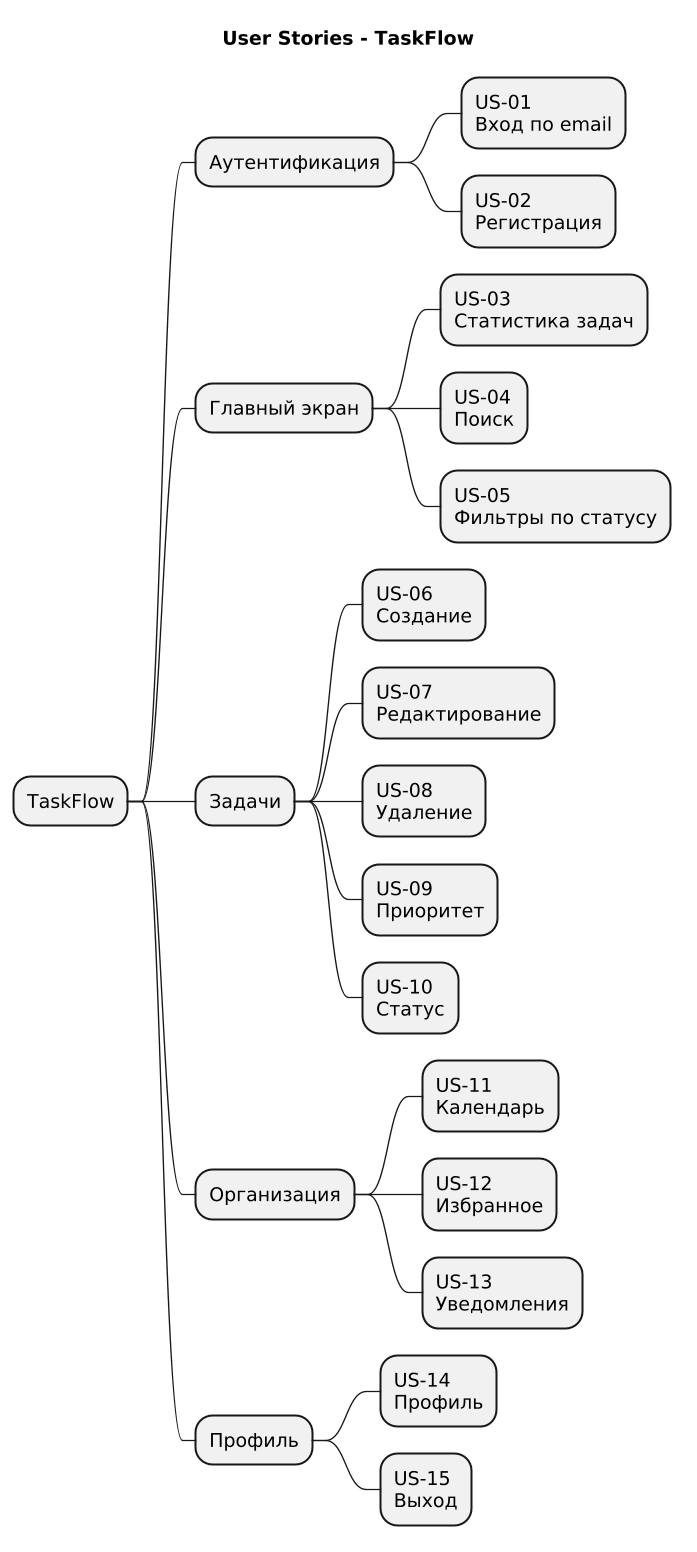 User Stories - TaskFlow
TaskFlow
Аутентификация
US-01
Вход по email
US-02
Регистрация
Главный экран
US-03
Статистика задач
US-04
Поиск
US-05
Фильтры по статусу
Задачи
US-06
Создание
US-07
Редактирование
US-08
Удаление
US-09
Приоритет
US-10
Статус
Организация
US-11
Календарь
US-12
Избранное
US-13
Уведомления
Профиль
US-14
Профиль
US-15
Выход